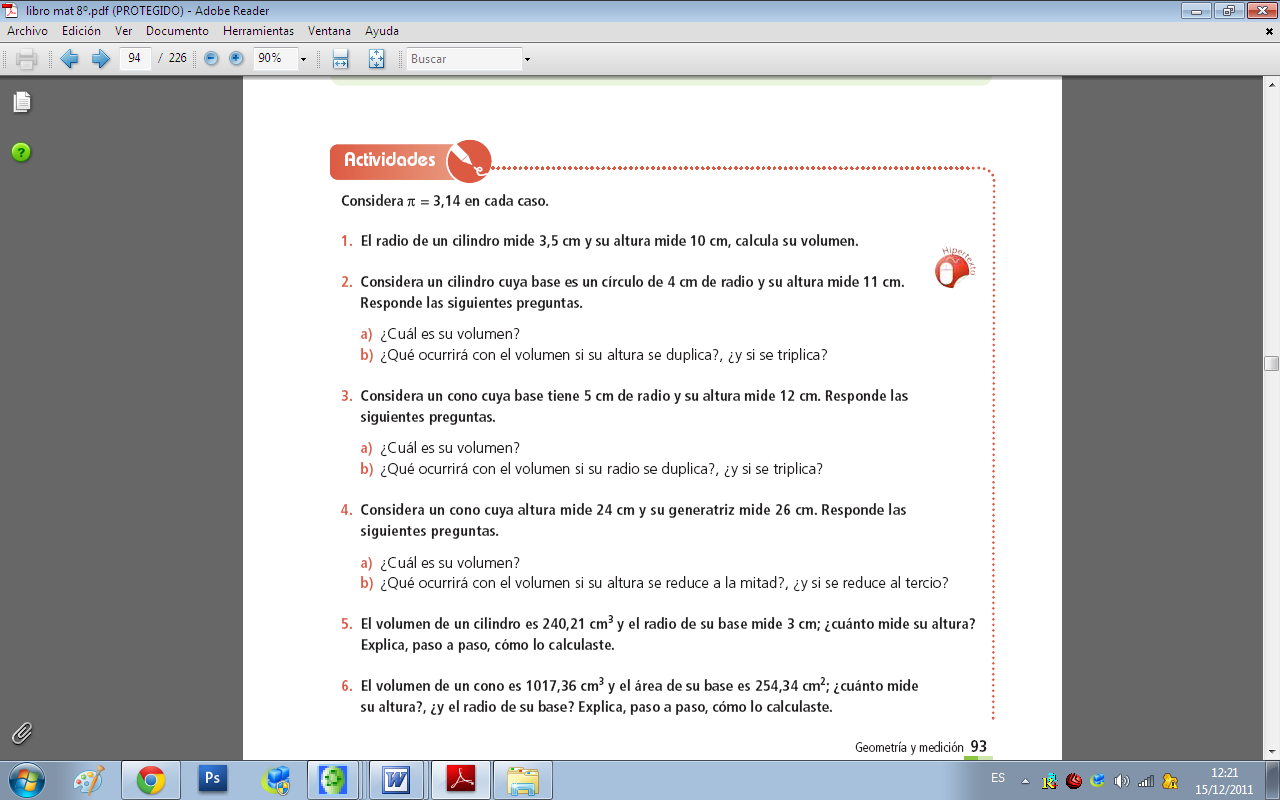 libro mat 8º.pdf (PROTEGIDO) - Adobe Reader
Archivo Edición Ver Documento Herramientas Ventana Ayuda
94 / 226 90% Buscar
Actividades
Considera π = 3,14 en cada caso.
1. El radio de un cilindro mide 3,5 cm y su altura mide 10 cm, calcula su volumen.
Hipertexto
2. Considera un cilindro cuya base es un círculo de 4 cm de radio y su altura mide 11 cm.
Responde las siguientes preguntas.
a) ¿Cuál es su volumen?
b) ¿Qué ocurrirá con el volumen si su altura se duplica?, ¿y si se triplica?
3. Considera un cono cuya base tiene 5 cm de radio y su altura mide 12 cm. Responde las
siguientes preguntas.
a) ¿Cuál es su volumen?
b) ¿Qué ocurrirá con el volumen si su radio se duplica?, ¿y si se triplica?
4. Considera un cono cuya altura mide 24 cm y su generatriz mide 26 cm. Responde las
siguientes preguntas.
a) ¿Cuál es su volumen?
b) ¿Qué ocurrirá con el volumen si su altura se reduce a la mitad?, ¿y si se reduce al tercio?
5. El volumen de un cilindro es 240,21 cm³ y el radio de su base mide 3 cm; ¿cuánto mide su altura?
Explica, paso a paso, cómo lo calculaste.
6. El volumen de un cono es 1017,36 cm³ y el área de su base es 254,34 cm²; ¿cuánto mide
su altura?, ¿y el radio de su base? Explica, paso a paso, cómo lo calculaste.
Geometría y medición 93
Ps
W
ES
12:21
15/12/2011